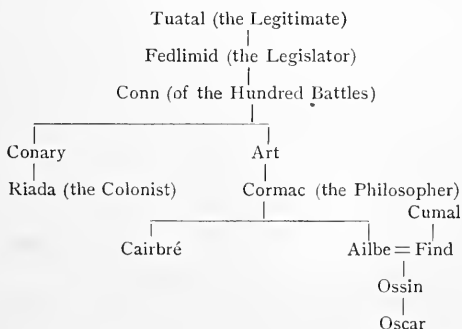 Tuatal (the Legitimate)
Fedlimid (the Legislator)
Conn (of the Hundred Battles)
Conary Art
Riada (the Colonist) Cormac (the Philosopher)
Cumal
Cairbré Ailbe = Find
Ossin
Oscar